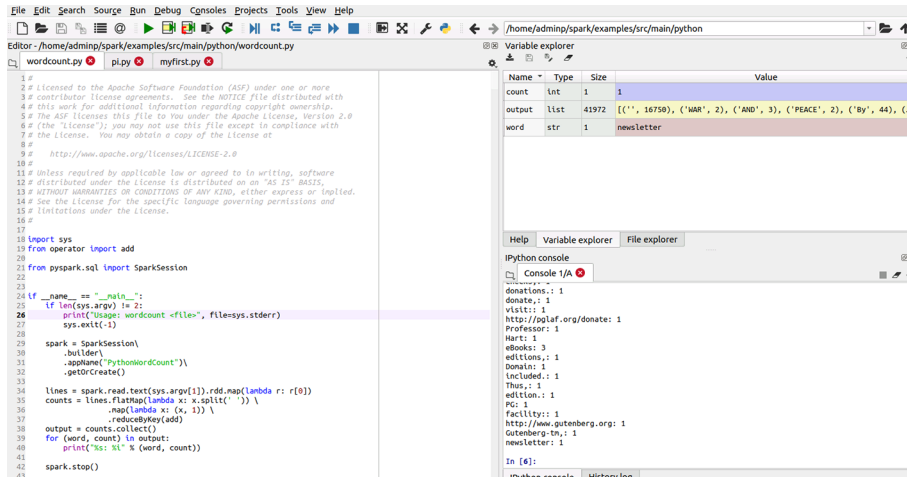 File Edit Search Source Run Debug Consoles Projects Tools View Help
/home/adminp/spark/examples/src/main/python
Editor - /home/adminp/spark/examples/src/main/python/wordcount.py
wordcount.py pi.py myfirst.py
1 #
2 # Licensed to the Apache Software Foundation (ASF) under one or more
3 # contributor license agreements.  See the NOTICE file distributed with
4 # this work for additional information regarding copyright ownership.
5 # The ASF licenses this file to You under the Apache License, Version 2.0
6 # (the "License"); you may not use this file except in compliance with
7 # the License.  You may obtain a copy of the License at
8 #
9 #    http://www.apache.org/licenses/LICENSE-2.0
10 #
11 # Unless required by applicable law or agreed to in writing, software
12 # distributed under the License is distributed on an "AS IS" BASIS,
13 # WITHOUT WARRANTIES OR CONDITIONS OF ANY KIND, either express or implied.
14 # See the License for the specific language governing permissions and
15 # limitations under the License.
16 #
17
18 import sys
19 from operator import add
20
21 from pyspark.sql import SparkSession
22
23
24 if __name__ == "__main__":
25     if len(sys.argv) != 2:
26         print("Usage: wordcount <file>", file=sys.stderr)
27         sys.exit(-1)
28
29     spark = SparkSession\
30         .builder\
31         .appName("PythonWordCount")\
32         .getOrCreate()
33
34     lines = spark.read.text(sys.argv[1]).rdd.map(lambda r: r[0])
35     counts = lines.flatMap(lambda x: x.split(' ')) \
36                   .map(lambda x: (x, 1)) \
37                   .reduceByKey(add)
38     output = counts.collect()
39     for (word, count) in output:
40         print("%s: %i" % (word, count))
41
42     spark.stop()
43
Variable explorer
Name Type Size Value
count int 1 1
output list 41972 [('', 16750), ('WAR', 2), ('AND', 3), ('PEACE', 2), ('By', 44), (
word str 1 newsletter
Help Variable explorer File explorer
IPython console
Console 1/A
donations.: 1
donate,: 1
visit:: 1
http://pglaf.org/donate: 1
Professor: 1
Hart: 1
eBooks: 3
editions,: 1
Domain: 1
included.: 1
Thus,: 1
edition.: 1
PG: 1
facility:: 1
http://www.gutenberg.org: 1
Gutenberg-tm,: 1
newsletter: 1
In [6]:
IPython console History log